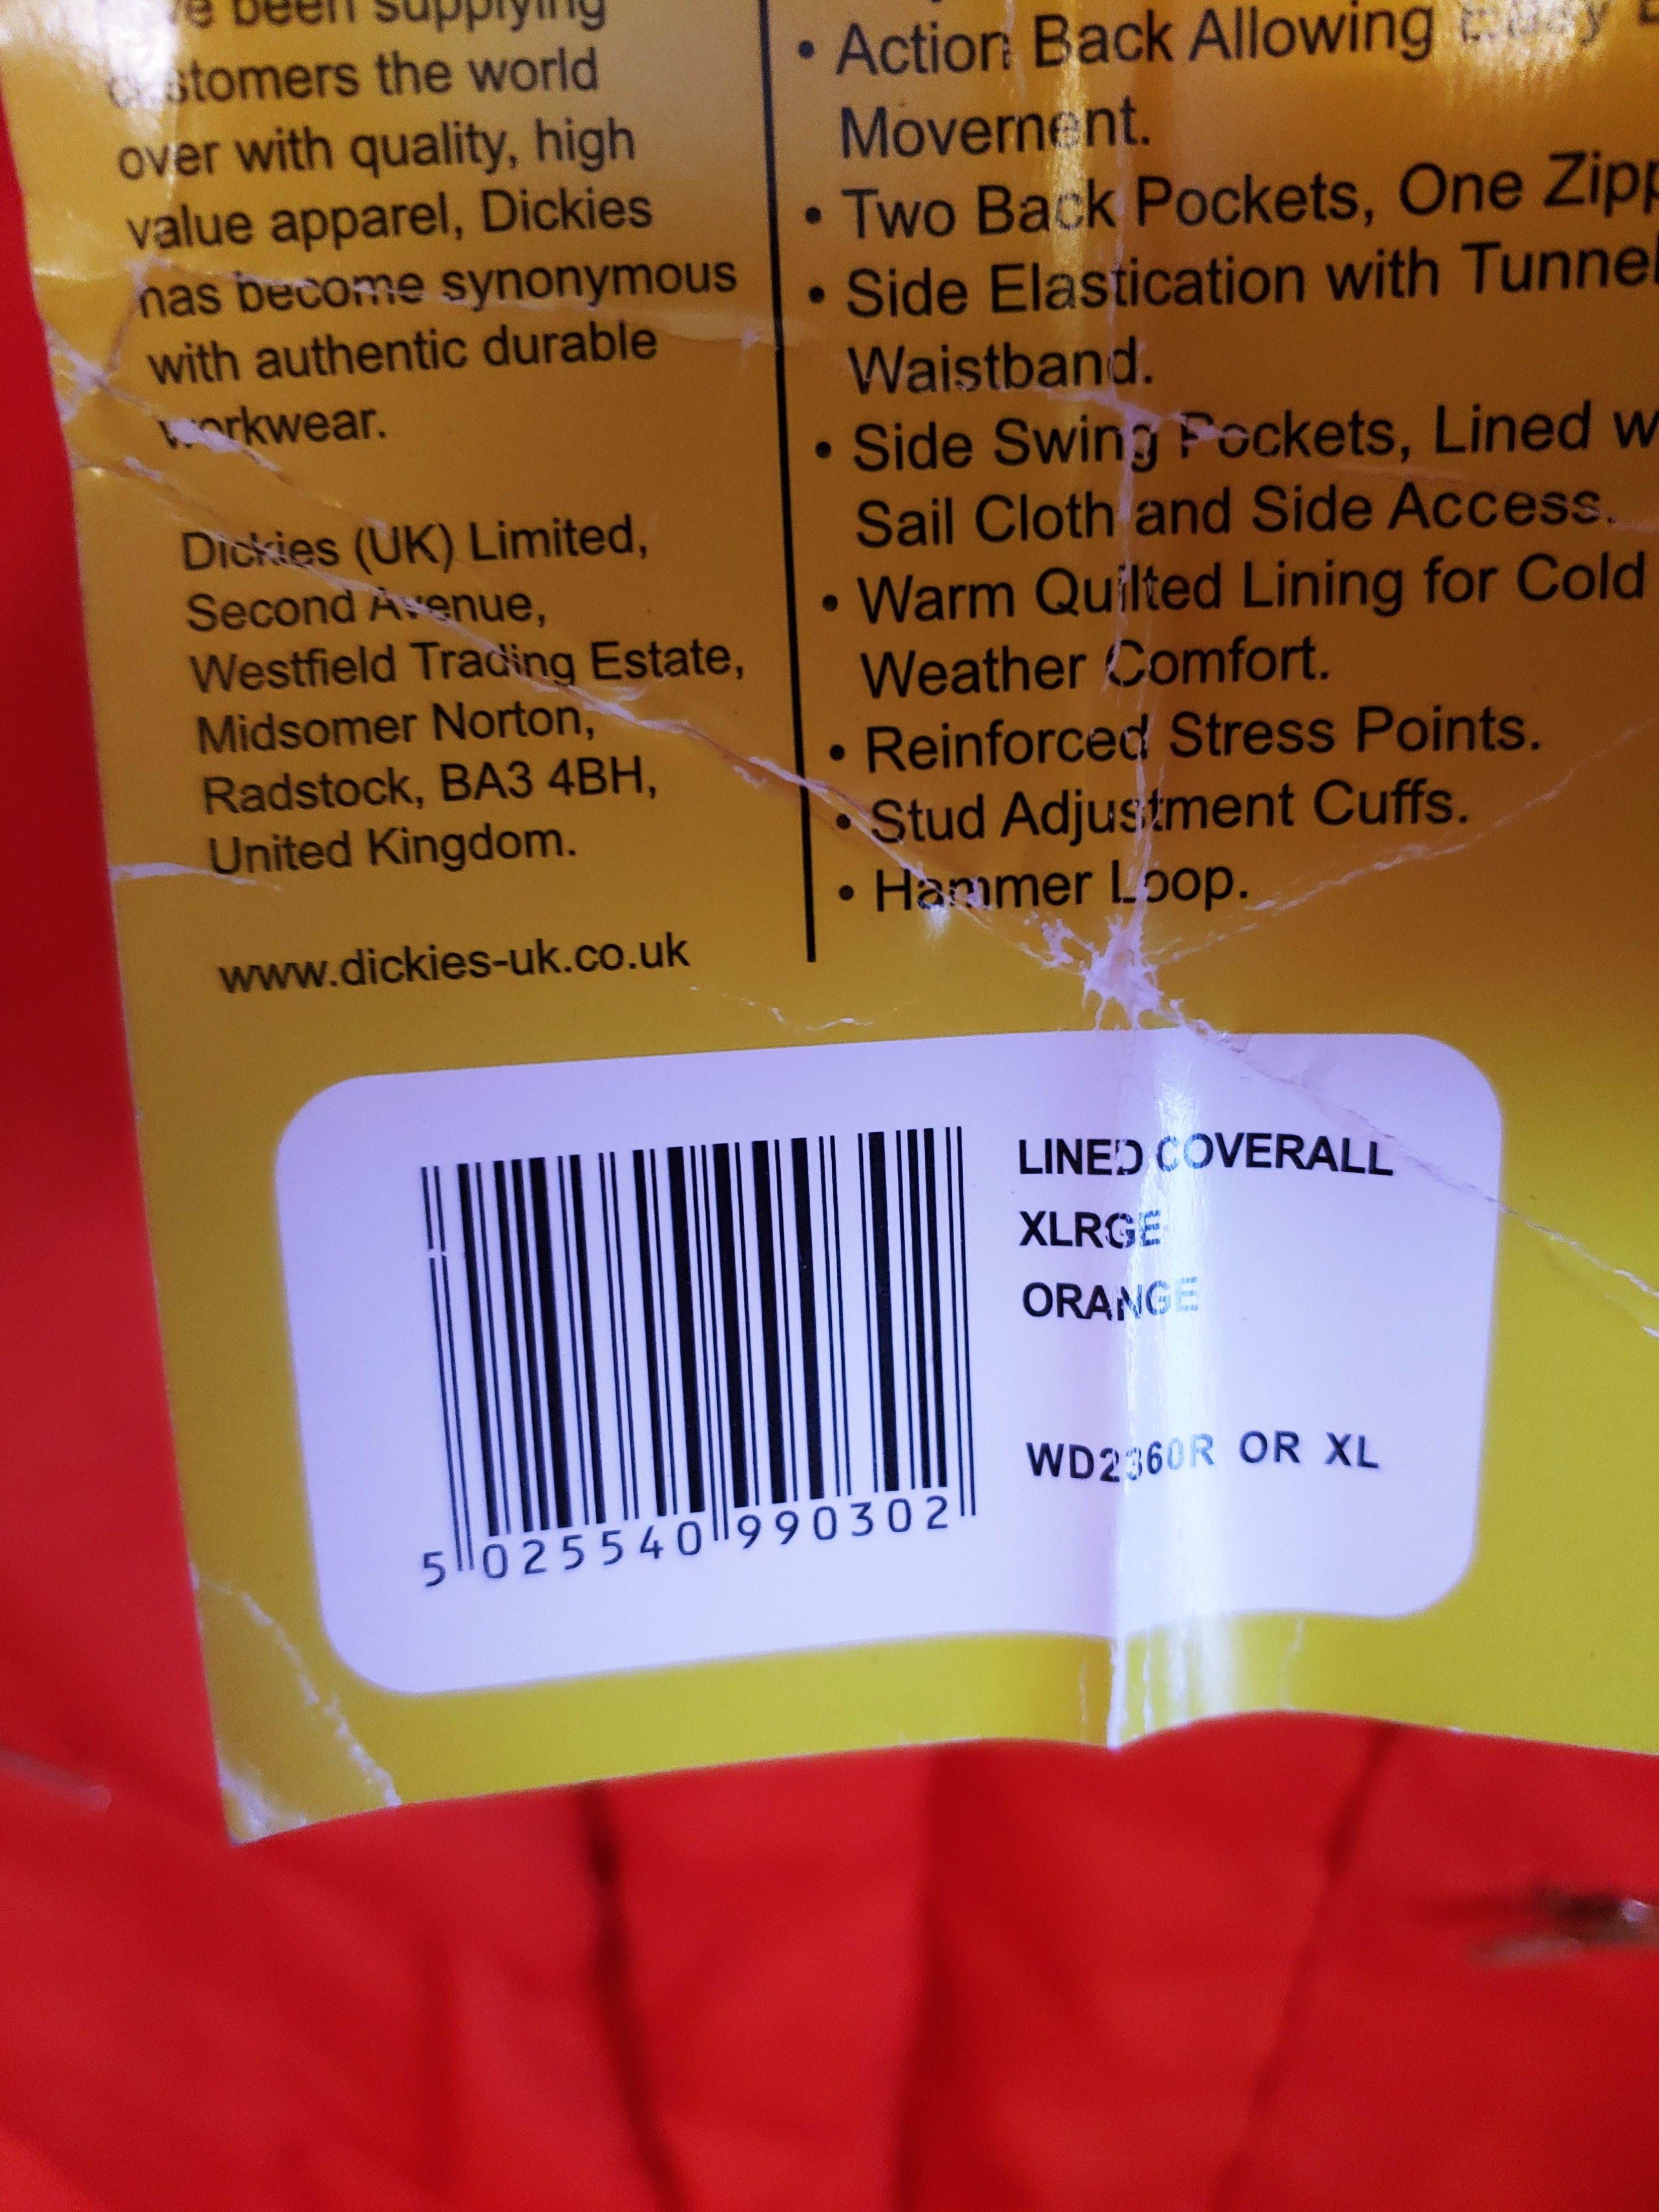 been supplying
customers the world
over with quality, high
value apparel, Dickies
has become synonymous
with authentic durable
workwear.
Dickies (UK) Limited,
Second Avenue,
Westfield Trading Estate,
Midsomer Norton,
Radstock, BA3 4BH,
United Kingdom.
www.dickies-uk.co.uk
• Action Back Allowing
Movement.
• Two Back Pockets, One
• Side Elastication with Tunnel
Waistband.
• Side Swing Pockets, Lined
Sail Cloth and Side Access.
• Warm Quilted Lining for Cold
Weather Comfort.
• Reinforced Stress Points.
• Stud Adjustment Cuffs.
• Hammer Loop.
LINED COVERALL
XLRGE
ORANGE
WD2360R OR XL
5 025540 990302